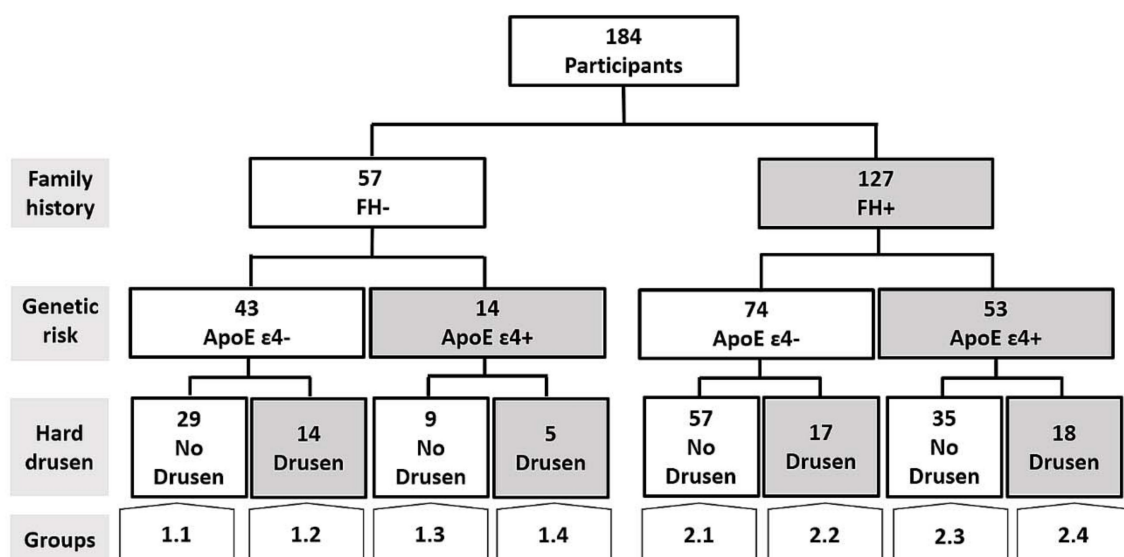 184
Participants
Family
history
57
FH-
127
FH+
Genetic
risk
43
ApoE ε4-
14
ApoE ε4+
74
ApoE ε4-
53
ApoE ε4+
Hard
drusen
29
No
Drusen
14
Drusen
9
No
Drusen
5
Drusen
57
No
Drusen
17
Drusen
35
No
Drusen
18
Drusen
Groups
1.1
1.2
1.3
1.4
2.1
2.2
2.3
2.4